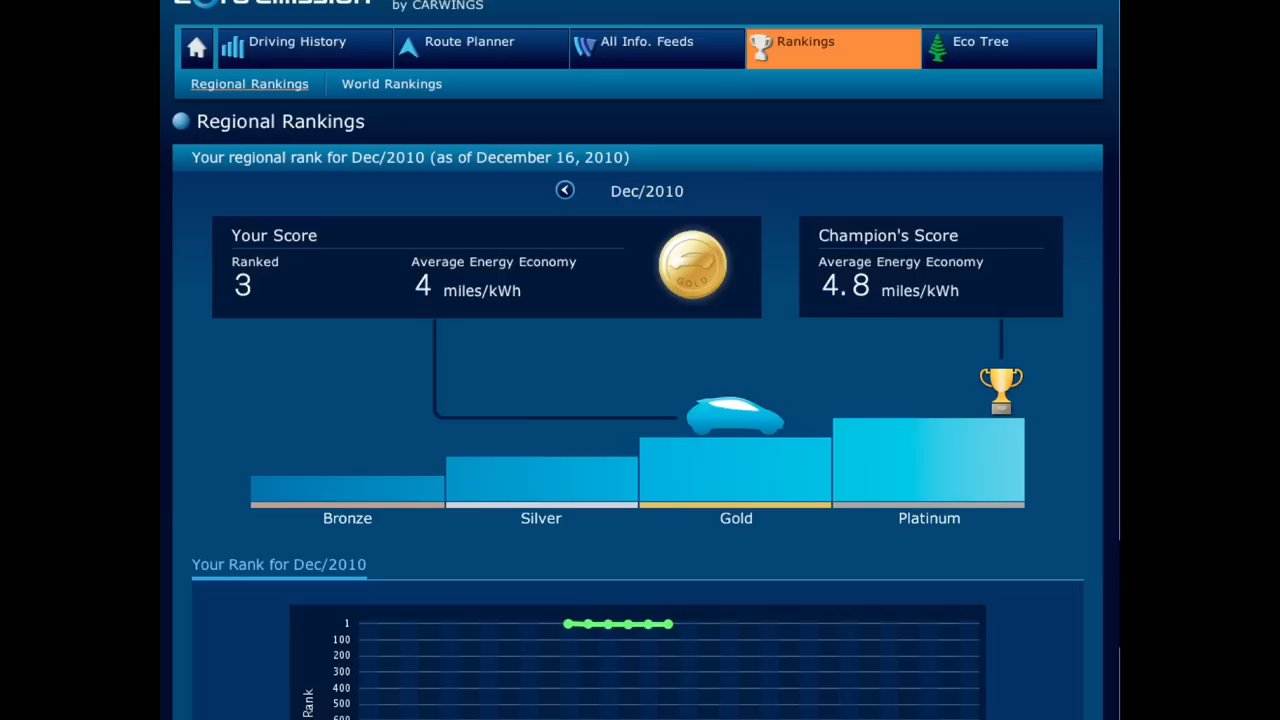 by CARWINGS
Driving History
Route Planner
All Info. Feeds
Rankings
Eco Tree
Regional Rankings
World Rankings
Regional Rankings
Your regional rank for Dec/2010 (as of December 16, 2010)
Dec/2010
Your Score
Ranked
3
Average Energy Economy
4 miles/kWh
GOLD
Champion's Score
Average Energy Economy
4.8 miles/kWh
Bronze
Silver
Gold
Platinum
Your Rank for Dec/2010
1
100
200
300
400
500
Rank